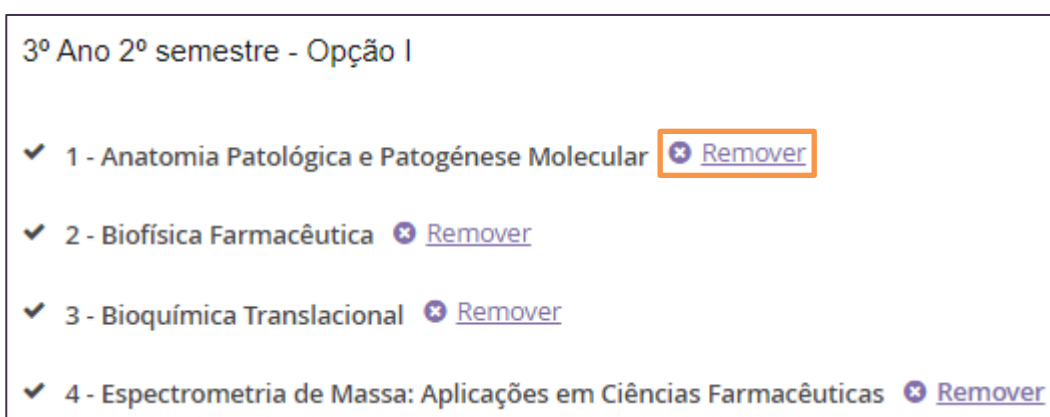 3º Ano 2º semestre - Opção I
1 - Anatomia Patológica e Patogénese Molecular Remover
2 - Biofísica Farmacêutica Remover
3 - Bioquímica Translacional Remover
4 - Espectrometria de Massa: Aplicações em Ciências Farmacêuticas Remover